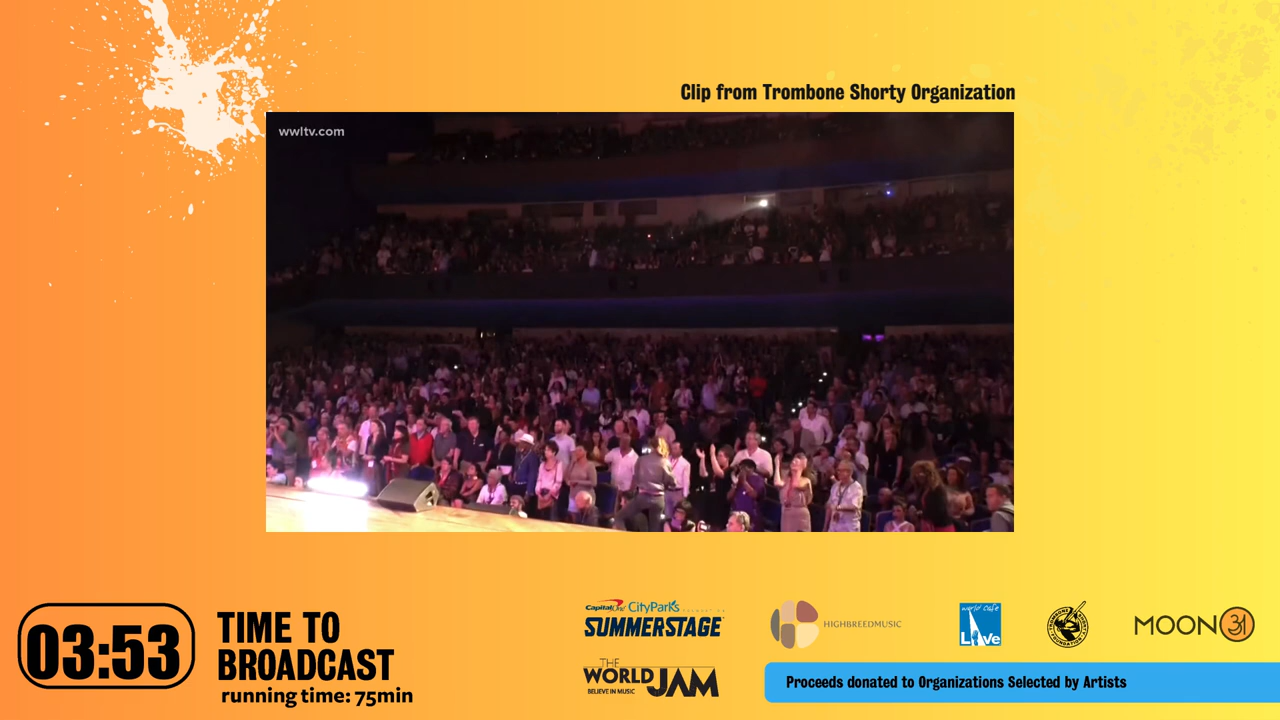 Clip from Trombone Shorty Organization
wwltv.com
03:53
TIME TO
BROADCAST
running time: 75min
Capital One CityParks
SUMMERSTAGE
HIGHBREEDMUSIC
world cafe
Live
MOON 31
THE
WORLD JAM
BELIEVE IN MUSIC
Proceeds donated to Organizations Selected by Artists